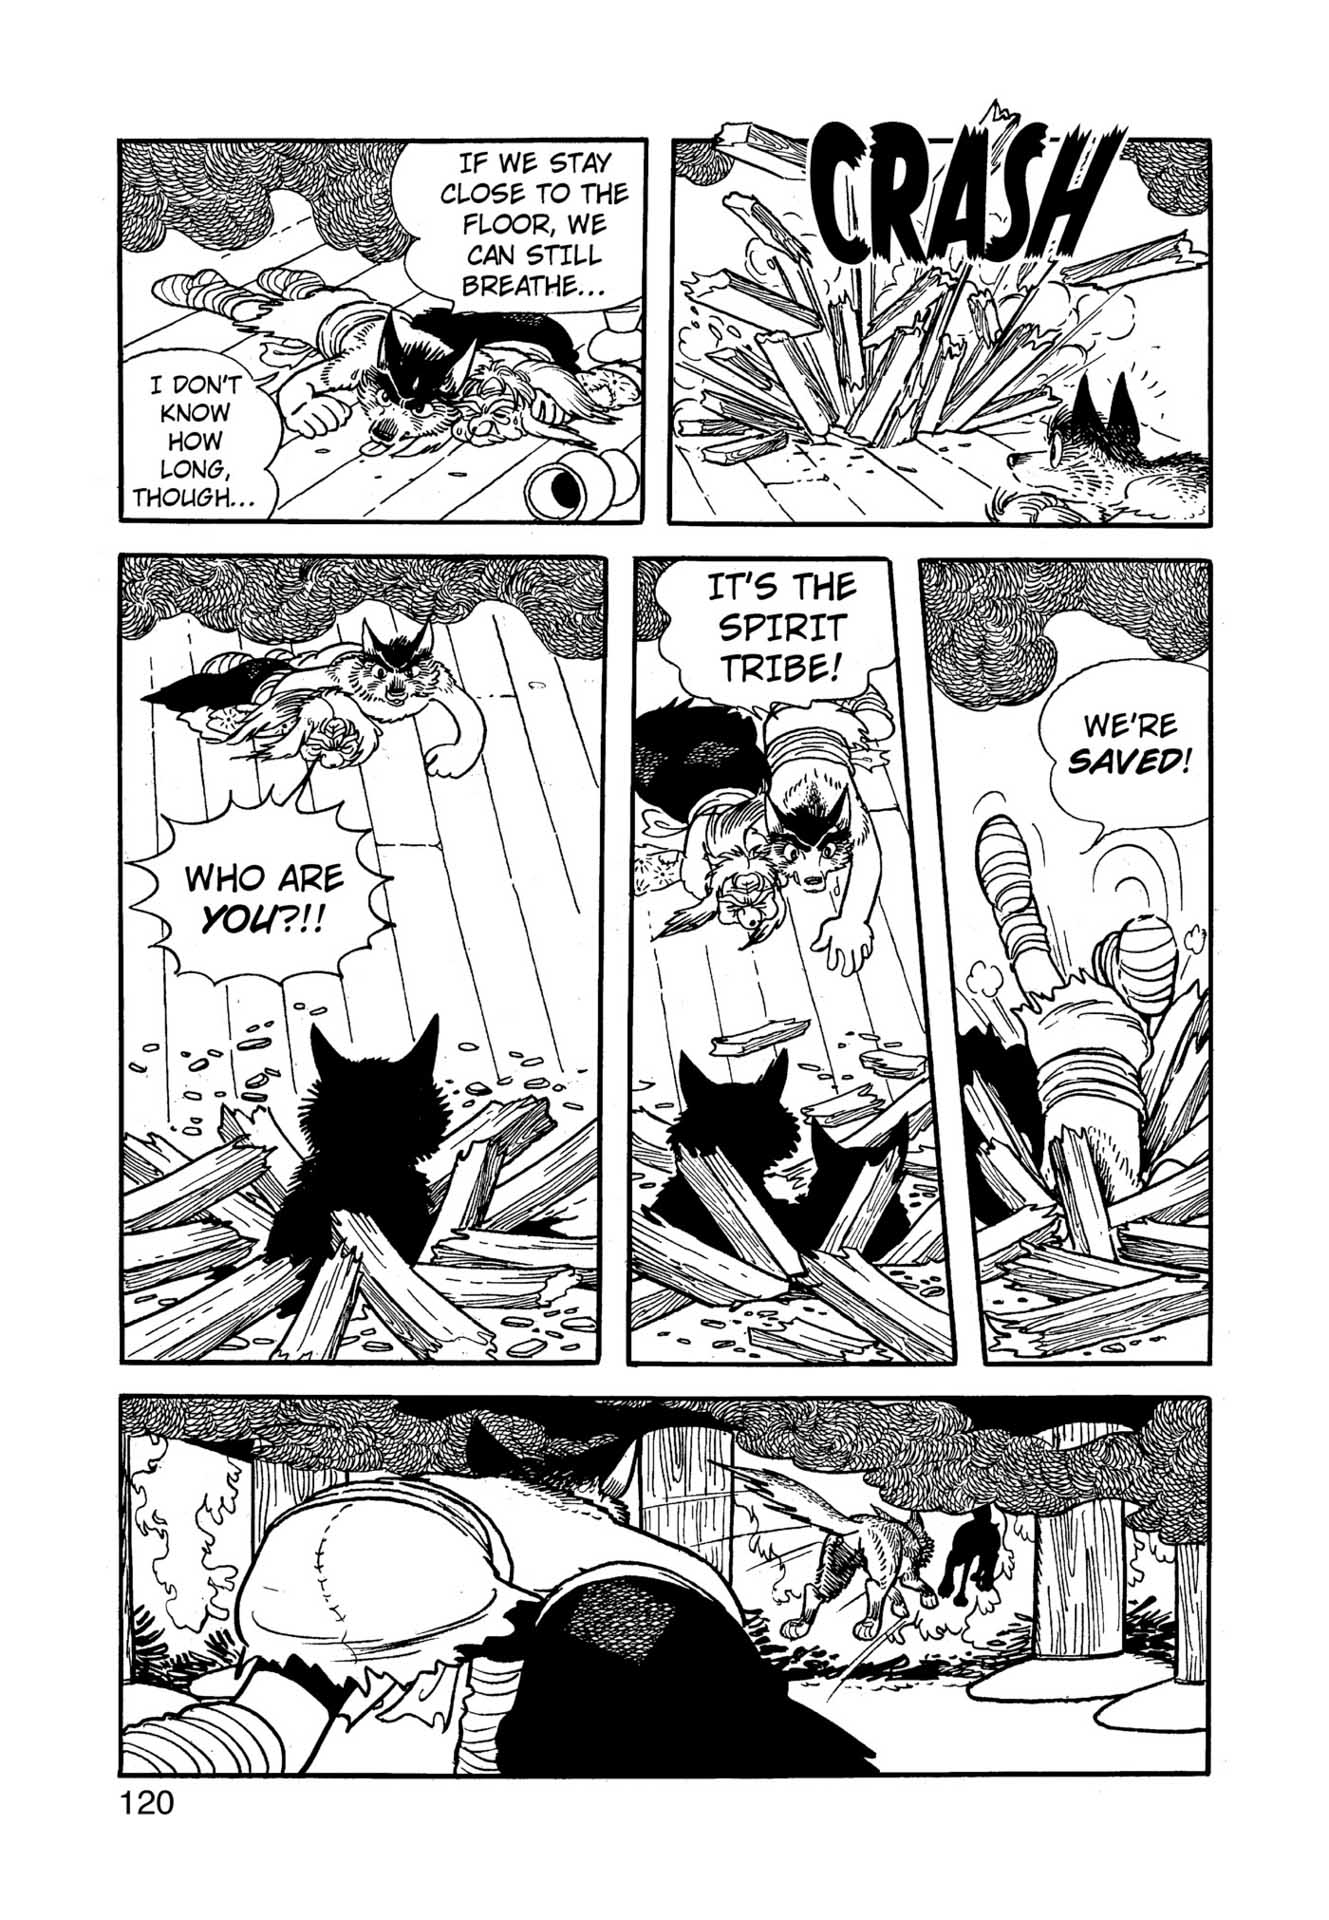 IF WE STAY
CLOSE TO THE
FLOOR, WE
CAN STILL
BREATHE...
I DON'T
KNOW
HOW
LONG,
THOUGH...
CRASH
WHO ARE
YOU?!!
IT'S THE
SPIRIT
TRIBE!
WE'RE
SAVED!
120